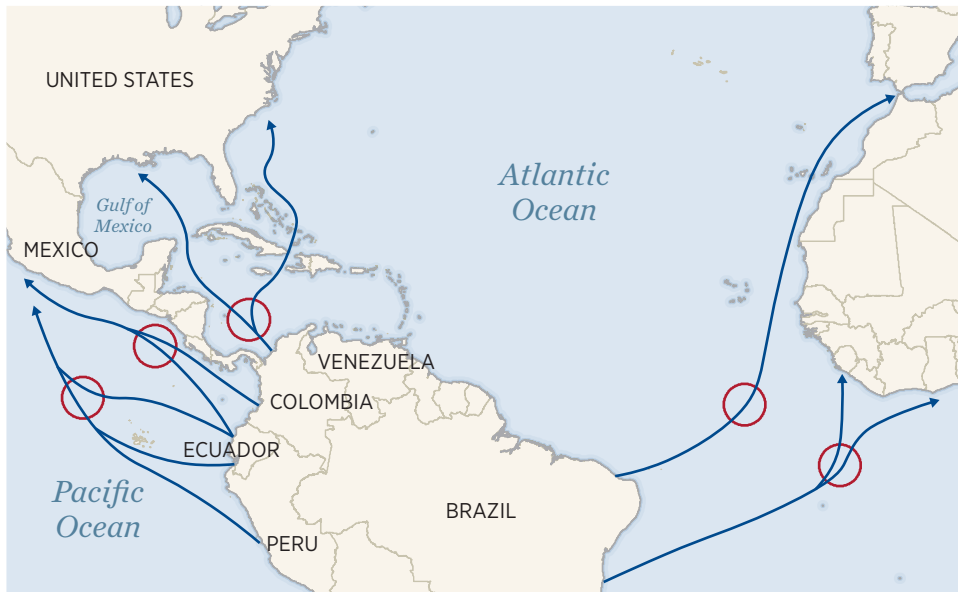 UNITED STATES
Atlantic
Ocean
Gulf of
Mexico
MEXICO
VENEZUELA
COLOMBIA
ECUADOR
Pacific
Ocean
BRAZIL
PERU